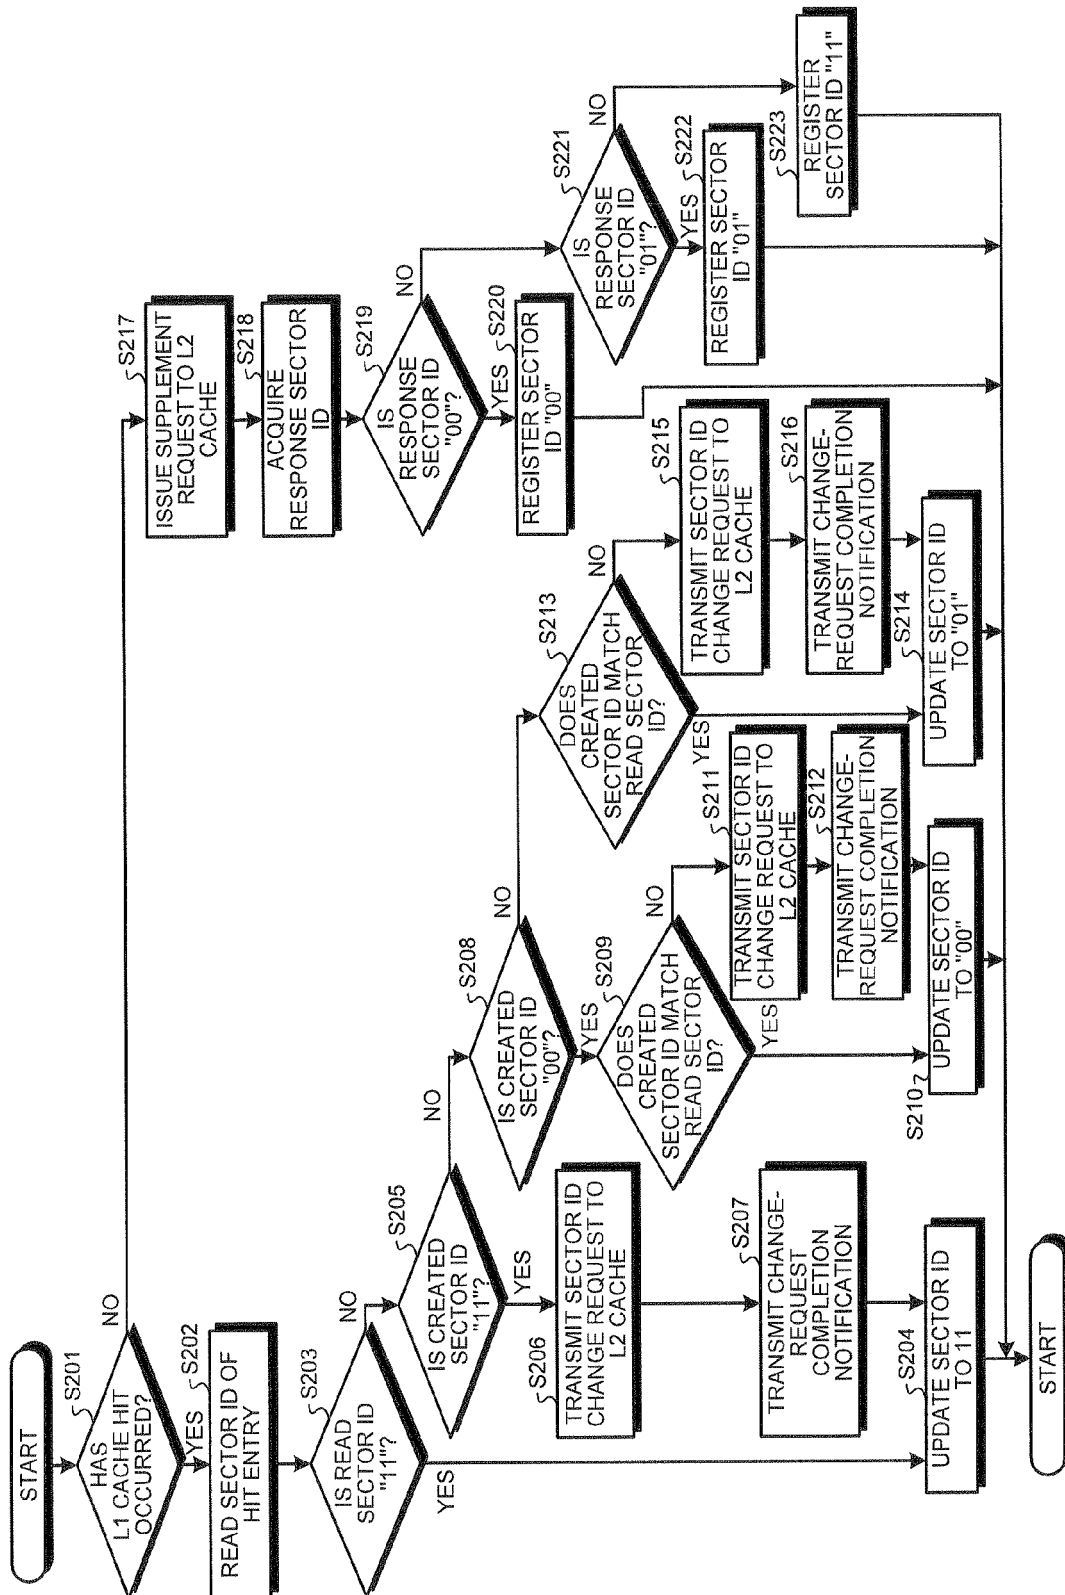 START
S201
HAS
L1 CACHE HIT
OCCURRED?
NO
YES
S202
READ SECTOR ID OF
HIT ENTRY
S203
IS READ
SECTOR ID
"11"?
NO
YES
S205
IS CREATED
SECTOR ID
"11"?
NO
YES
S206
TRANSMIT SECTOR ID
CHANGE REQUEST TO
L2 CACHE
S207
TRANSMIT CHANGE-
REQUEST
COMPLETION
NOTIFICATION
S204
UPDATE SECTOR ID
TO 11
S208
IS CREATED
SECTOR ID
"00"?
NO
YES
S209
DOES
CREATED
SECTOR ID MATCH
READ SECTOR
ID?
NO
YES
S211
TRANSMIT SECTOR ID
CHANGE REQUEST TO
L2 CACHE
S212
TRANSMIT CHANGE-
REQUEST COMPLETION
NOTIFICATION
S210
UPDATE SECTOR ID
TO "00"
S213
DOES
CREATED
SECTOR ID MATCH
READ SECTOR
ID?
NO
YES
S215
TRANSMIT SECTOR ID
CHANGE REQUEST TO
L2 CACHE
S216
TRANSMIT CHANGE-
REQUEST COMPLETION
NOTIFICATION
S214
UPDATE SECTOR ID
TO "01"
S217
ISSUE SUPPLEMENT
REQUEST TO L2
CACHE
S218
ACQUIRE
RESPONSE SECTOR
ID
S219
IS
RESPONSE
SECTOR ID
"00"?
NO
YES
S220
REGISTER SECTOR
ID "00"
S221
IS
RESPONSE
SECTOR ID
"01"?
NO
YES
S222
REGISTER SECTOR
ID "01"
S223
REGISTER
SECTOR ID "11"
START